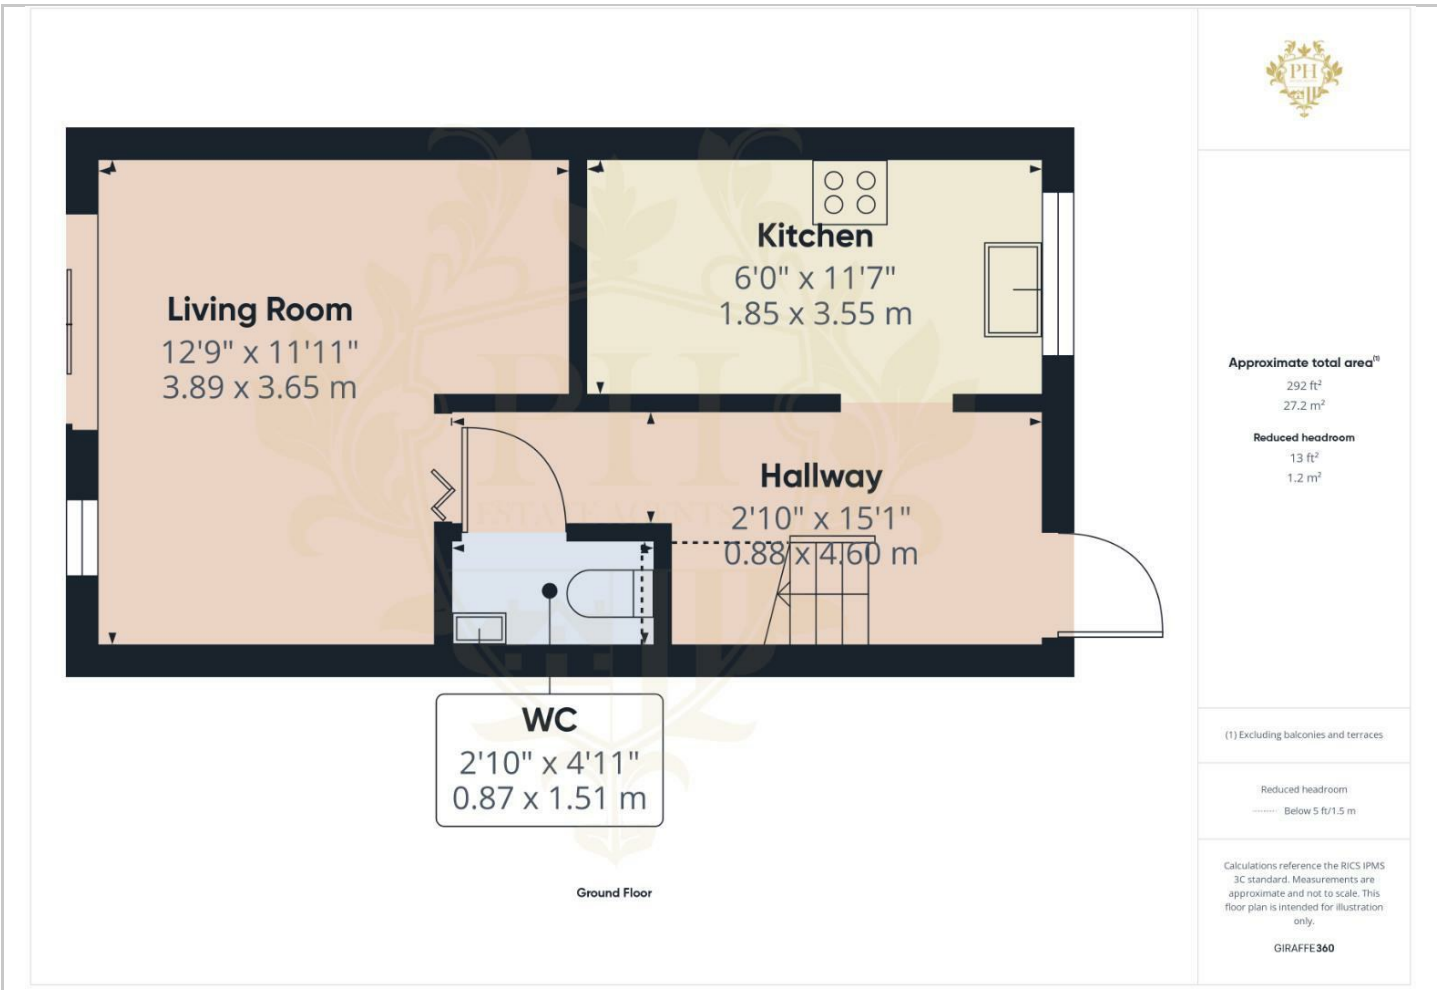 Living Room
12'9" x 11'11"
3.89 x 3.65 m
Kitchen
6'0" x 11'7"
1.85 x 3.55 m
Hallway
2'10" x 15'1"
0.88 x 4.60 m
WC
2'10" x 4'11"
0.87 x 1.51 m
Ground Floor
PH
ESTATE AGENTS
PH
Approximate total area(1)
292 ft²
27.2 m²
Reduced headroom
13 ft²
1.2 m²
(1) Excluding balconies and terraces
Reduced headroom
Below 5 ft/1.5 m
Calculations reference the RICS IPMS
3C standard. Measurements are
approximate and not to scale. This
floor plan is intended for illustration
only.
GIRAFFE360